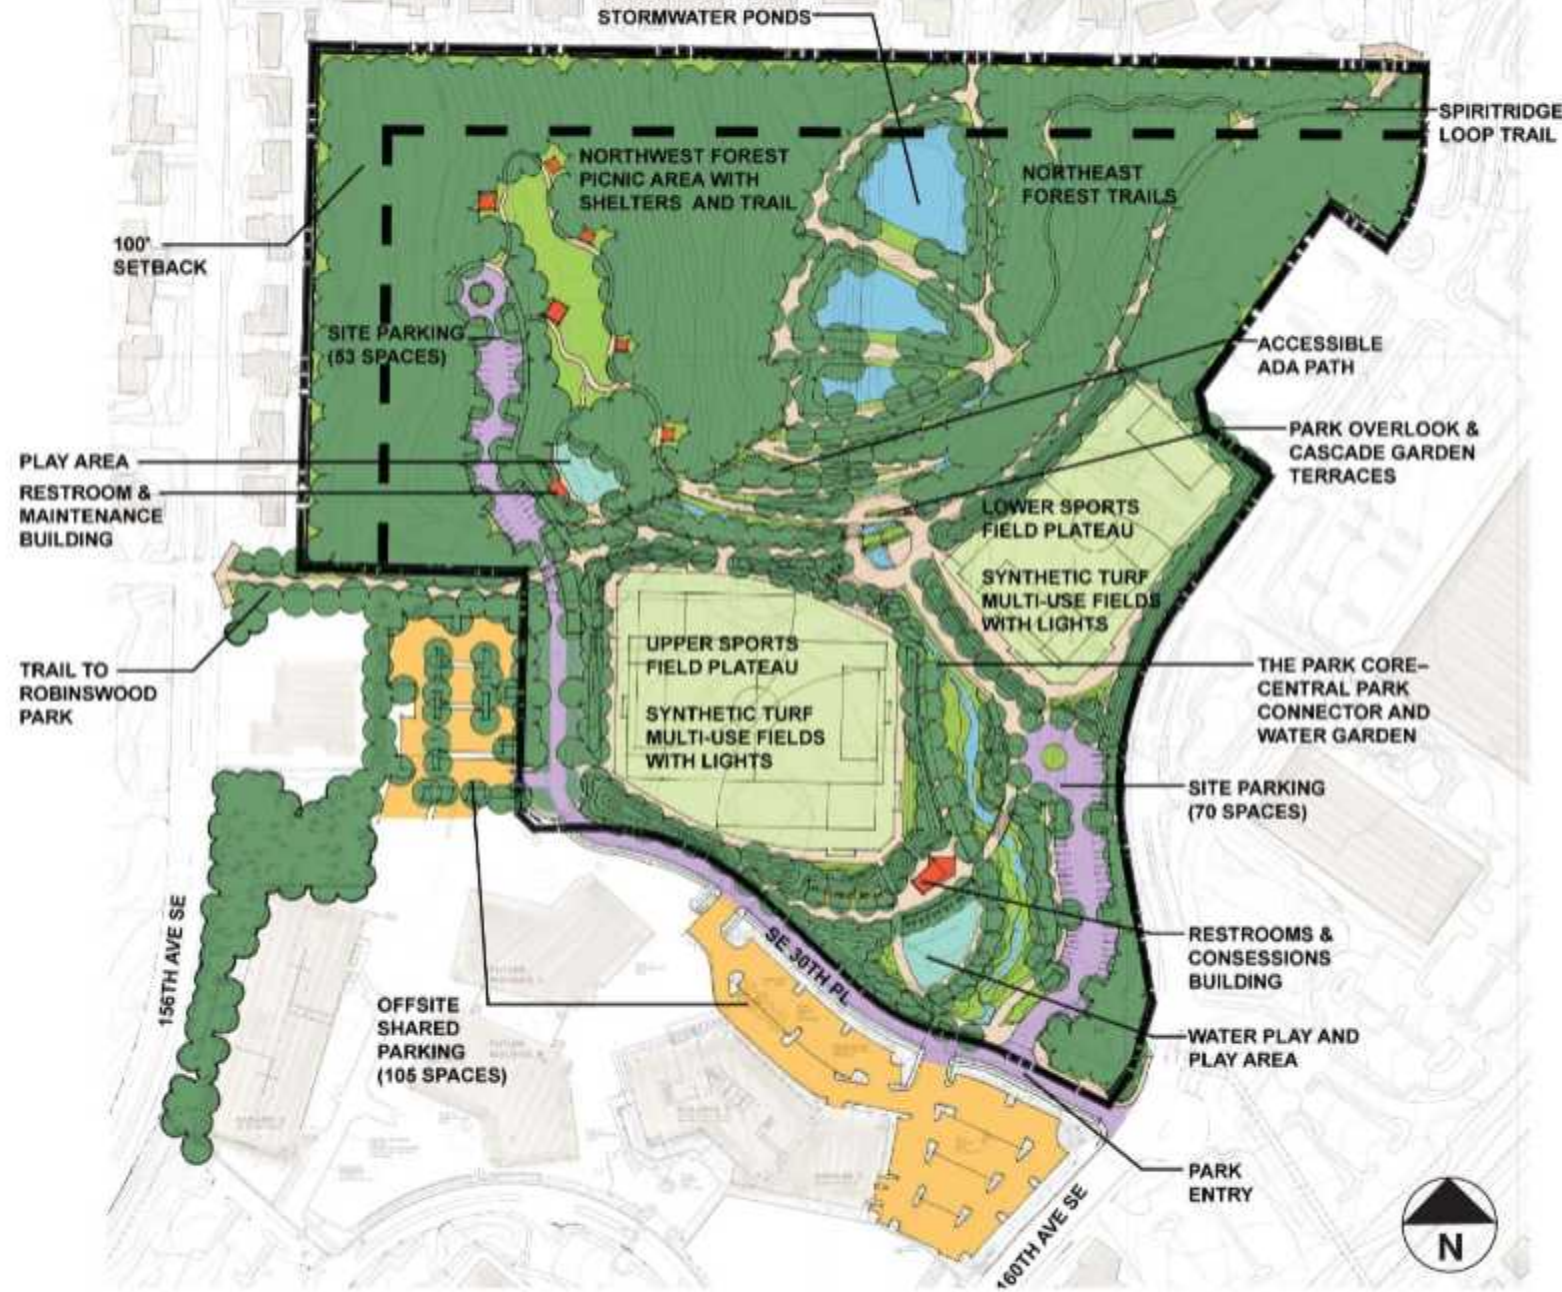 STORMWATER PONDS
SPIRITRIDGE
LOOP TRAIL
NORTHWEST FOREST
PICNIC AREA WITH
SHELTERS AND TRAIL
NORTHEAST
FOREST TRAILS
100'
SETBACK
SITE PARKING
(53 SPACES)
ACCESSIBLE
ADA PATH
PARK OVERLOOK &
CASCADE GARDEN
TERRACES
PLAY AREA
RESTROOM &
MAINTENANCE
BUILDING
LOWER SPORTS
FIELD PLATEAU
SYNTHETIC TURF
MULTI-USE FIELDS
WITH LIGHTS
UPPER SPORTS
FIELD PLATEAU
SYNTHETIC TURF
MULTI-USE FIELDS
WITH LIGHTS
TRAIL TO
ROBINSWOOD
PARK
THE PARK CORE–
CENTRAL PARK
CONNECTOR AND
WATER GARDEN
SITE PARKING
(70 SPACES)
156TH AVE SE
SE 30TH PL
RESTROOMS &
CONSESSIONS
BUILDING
OFFSITE
SHARED
PARKING
(105 SPACES)
WATER PLAY AND
PLAY AREA
PARK
ENTRY
160TH AVE SE
N